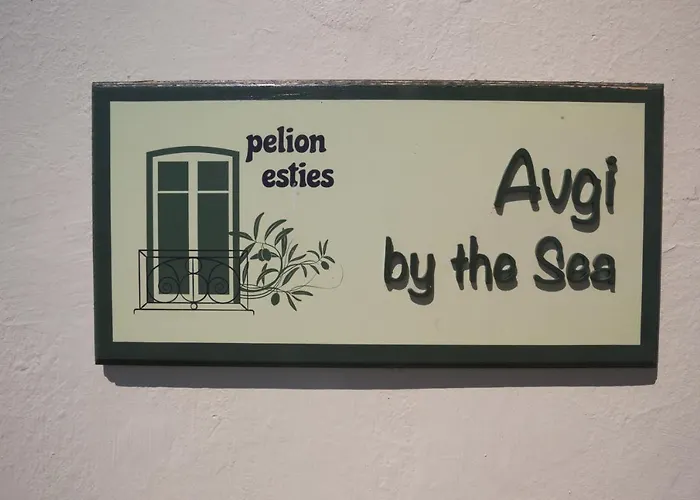 pelion
esties
Avgi
by the Sea